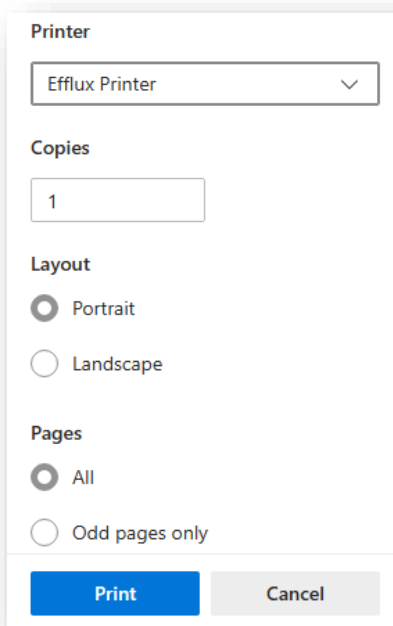 Printer
Efflux Printer
Copies
1
Layout
Portrait
Landscape
Pages
All
Odd pages only
Print Cancel